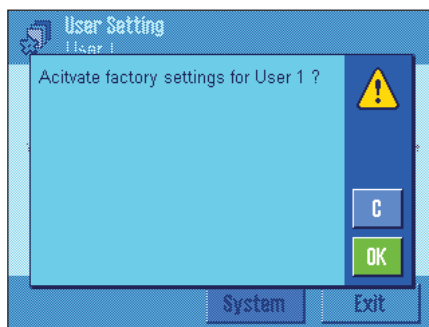 User Setting
User 1
Acitvate factory settings for User 1 ?
C
OK
System
Exit